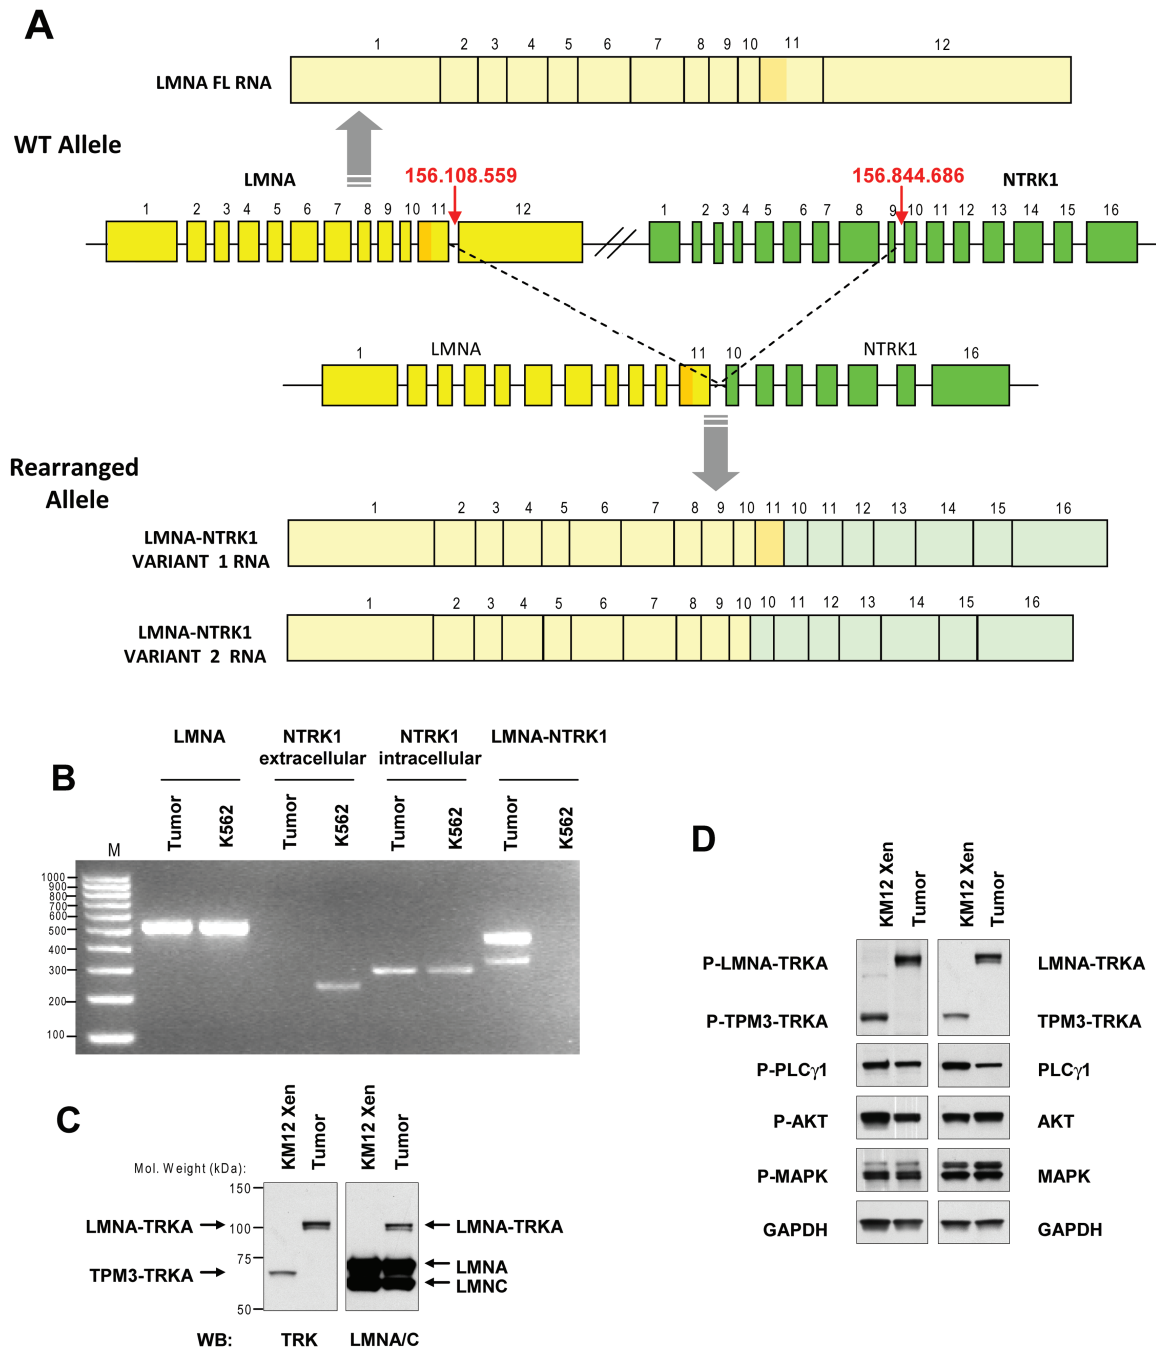 A
1 2 3 4 5 6 7 8 9 10 11 12
LMNA FL RNA
WT Allele
LMNA 156.108.559 156.844.686 NTRK1
1 2 3 4 5 6 7 8 9 10 11 12 1 2 3 4 5 6 7 8 9 10 11 12 13 14 15 16
1 LMNA 11 10 NTRK1 16
Rearranged
Allele
1 2 3 4 5 6 7 8 9 10 11 10 11 12 13 14 15 16
LMNA-NTRK1
VARIANT 1 RNA
1 2 3 4 5 6 7 8 9 10 10 11 12 13 14 15 16
LMNA-NTRK1
VARIANT 2 RNA
B
LMNA NTRK1 NTRK1 LMNA-NTRK1
extracellular intracellular
Tumor K562 Tumor K562 Tumor K562 Tumor K562
M
1000
900
800
700
600
500
400
300
200
100
C
KM12 Xen Tumor KM12 Xen Tumor
Mol. Weight (kDa):
150
LMNA-TRKA 100 LMNA-TRKA
75 LMNA
TPM3-TRKA LMNC
50
WB: TRK LMNA/C
D
KM12 Xen Tumor KM12 Xen Tumor
P-LMNA-TRKA LMNA-TRKA
P-TPM3-TRKA TPM3-TRKA
P-PLCγ1 PLCγ1
P-AKT AKT
P-MAPK MAPK
GAPDH GAPDH